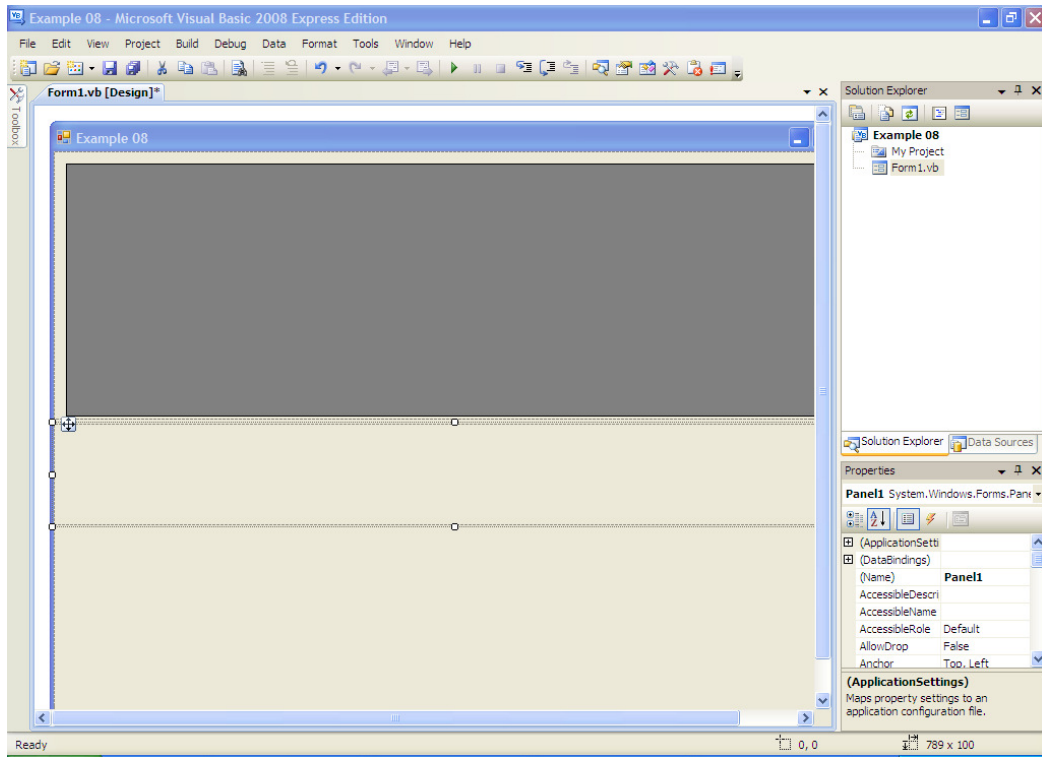 Example 08 - Microsoft Visual Basic 2008 Express Edition
File Edit View Project Build Debug Data Format Tools Window Help
Toolbox
Form1.vb [Design]*
Example 08
Solution Explorer
Example 08
My Project
Form1.vb
Solution Explorer Data Sources
Properties
Panel1 System.Windows.Forms.Pane
(ApplicationSetti
(DataBindings)
(Name) Panel1
AccessibleDescri
AccessibleName
AccessibleRole Default
AllowDrop False
Anchor Top, Left
(ApplicationSettings)
Maps property settings to an
application configuration file.
Ready 0, 0 789 x 100